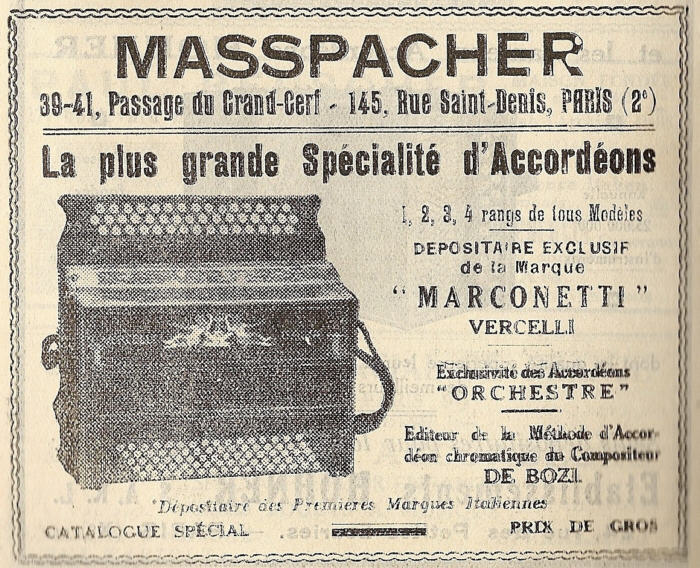 MASSPACHER
39-41, Passage du Grand-Cerf - 145, Rue Saint-Denis, PARIS (2e)
La plus grande Spécialité d'Accordéons
1, 2, 3, 4 rangs de tous Modèles
DEPOSITAIRE EXCLUSIF
de la Marque
"MARCONETTI"
VERCELLI
Exclusivité des Accordéons
"ORCHESTRE"
Editeur de la Méthode d'Accor-
déon chromatique du Compositeur
DE BOZI
Dépositaire des Premières Marques Italiennes
CATALOGUE SPÉCIAL
PRIX DE GROS